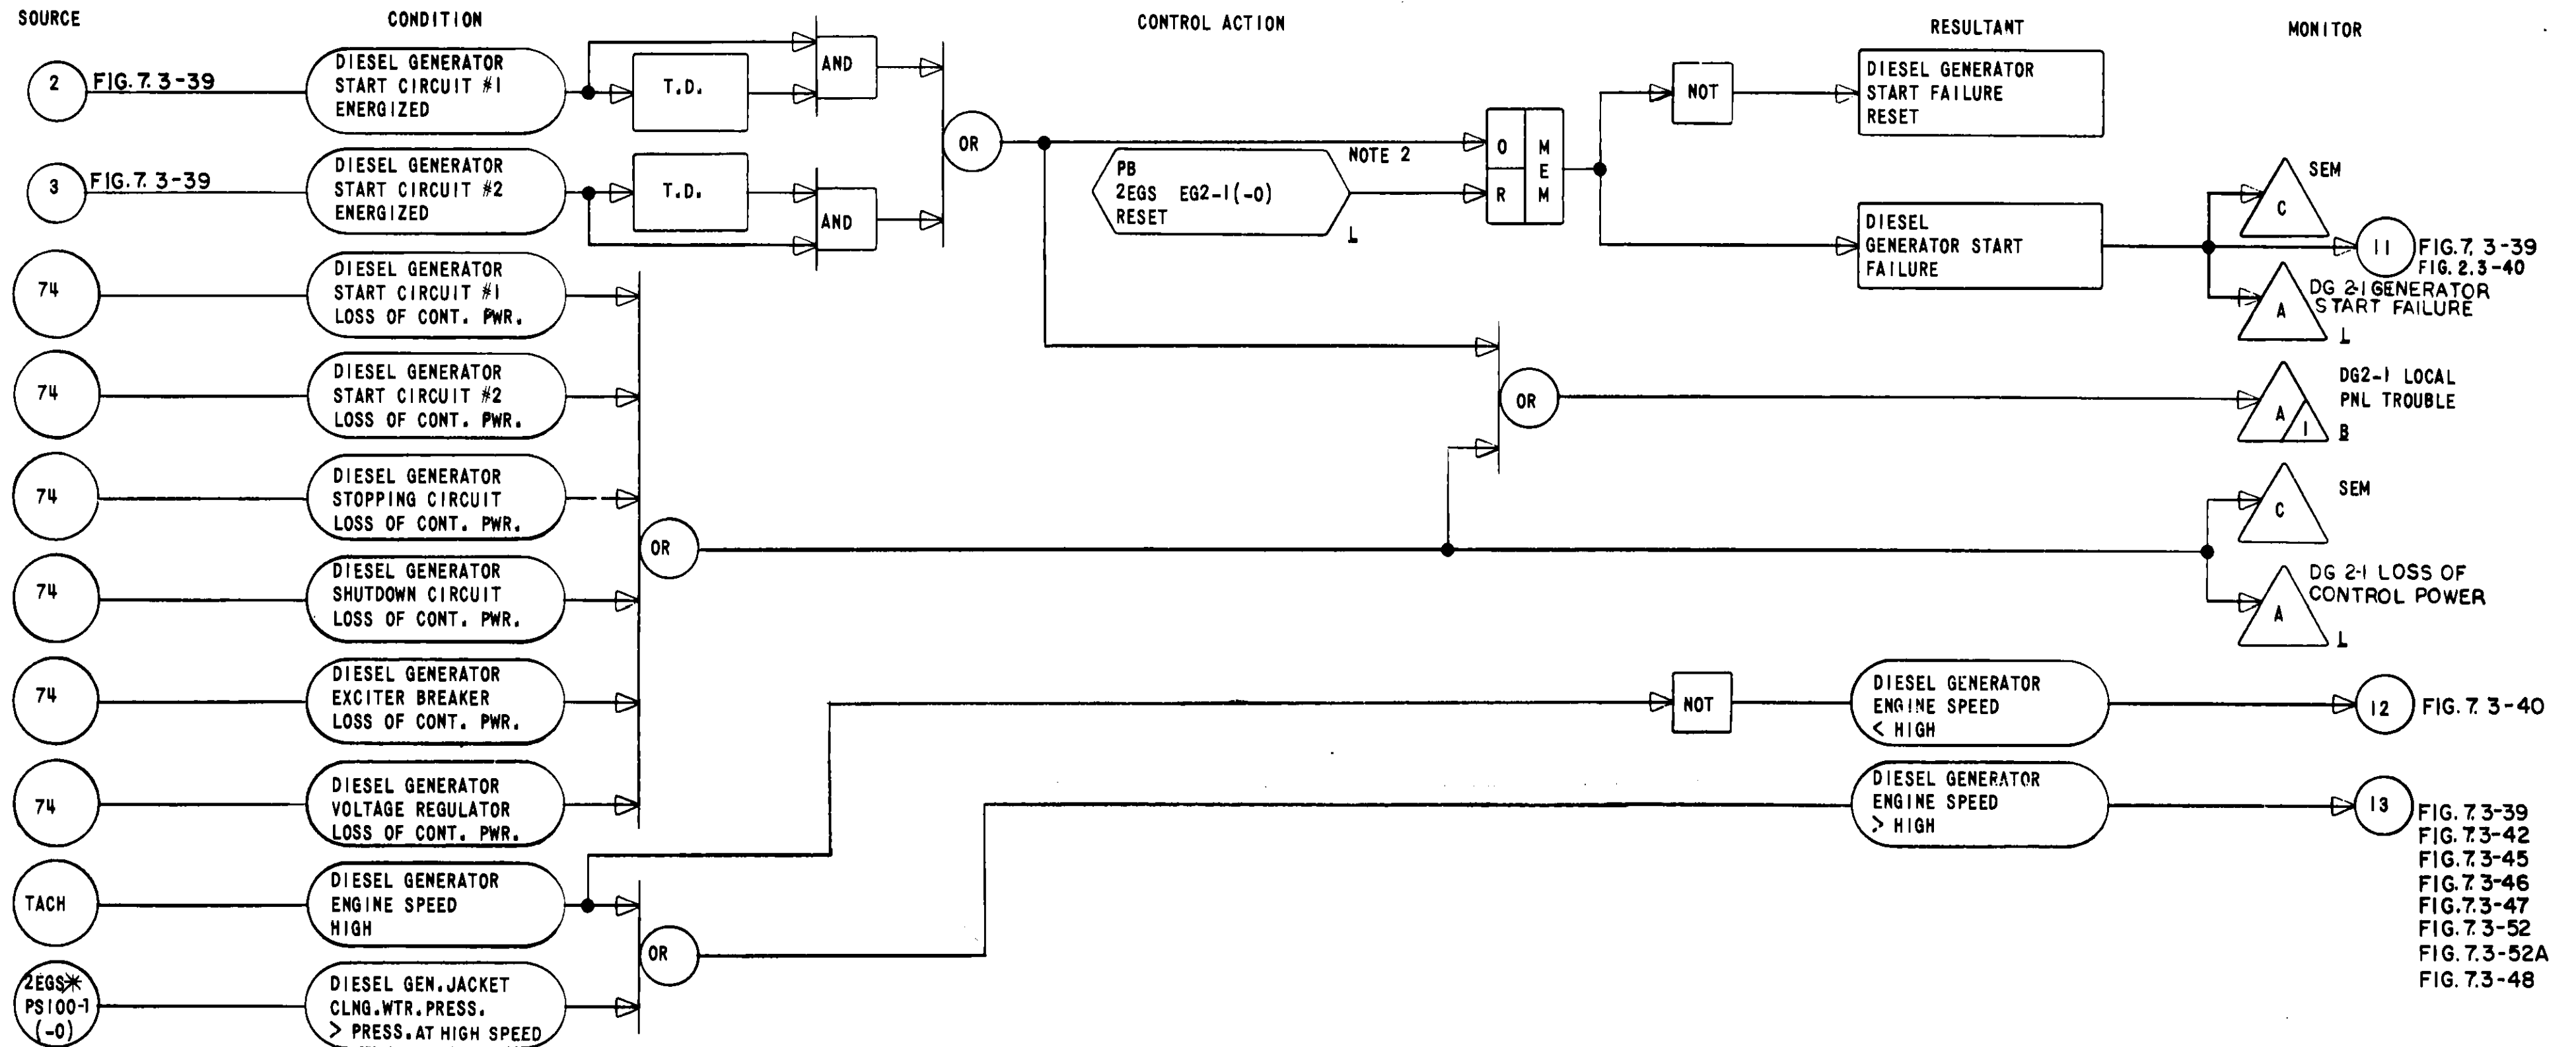 SOURCE
CONDITION
CONTROL ACTION
RESULTANT
MONITOR
2
FIG.7.3-39
DIESEL GENERATOR
START CIRCUIT #1
ENERGIZED
T.D.
AND
3
FIG.7.3-39
DIESEL GENERATOR
START CIRCUIT #2
ENERGIZED
T.D.
AND
OR
PB
2EGS EG2-1(-0)
RESET
NOTE 2
L
O
R
M
E
M
NOT
DIESEL GENERATOR
START FAILURE
RESET
DIESEL
GENERATOR START
FAILURE
C
SEM
11
FIG.7.3-39
FIG.2.3-40
A
DG 2-1 GENERATOR
START FAILURE
L
74
DIESEL GENERATOR
START CIRCUIT #1
LOSS OF CONT. PWR.
74
DIESEL GENERATOR
START CIRCUIT #2
LOSS OF CONT. PWR.
OR
A
1
DG2-1 LOCAL
PNL TROUBLE
B
74
DIESEL GENERATOR
STOPPING CIRCUIT
LOSS OF CONT. PWR.
OR
C
SEM
74
DIESEL GENERATOR
SHUTDOWN CIRCUIT
LOSS OF CONT. PWR.
A
DG 2-1 LOSS OF
CONTROL POWER
L
74
DIESEL GENERATOR
EXCITER BREAKER
LOSS OF CONT. PWR.
NOT
DIESEL GENERATOR
ENGINE SPEED
< HIGH
12
FIG.7.3-40
74
DIESEL GENERATOR
VOLTAGE REGULATOR
LOSS OF CONT. PWR.
DIESEL GENERATOR
ENGINE SPEED
> HIGH
13
FIG.7.3-39
FIG.7.3-42
FIG.7.3-45
FIG.7.3-46
FIG.7.3-47
FIG.7.3-52
FIG.7.3-52A
FIG.7.3-48
TACH
DIESEL GENERATOR
ENGINE SPEED
HIGH
OR
2EGS*
PS100-1
(-0)
DIESEL GEN.JACKET
CLNG.WTR.PRESS.
> PRESS.AT HIGH SPEED